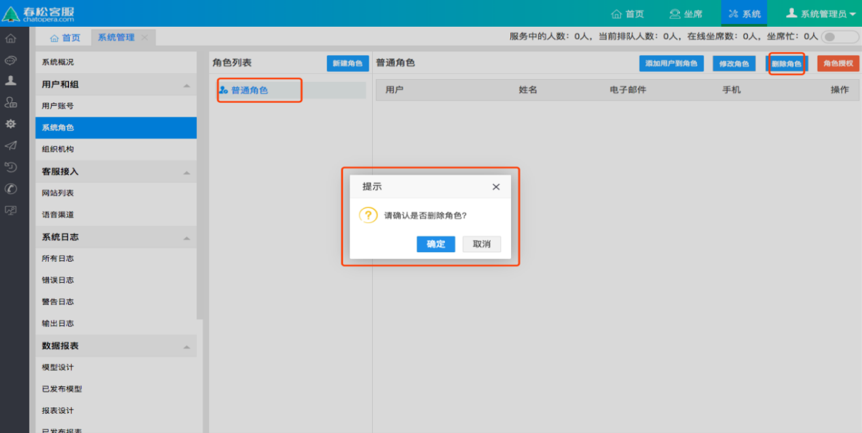 春松客服
chatopera.com
首页
坐席
系统
系统管理员
首页
系统管理
服务中的人数: 0人, 当前排队人数: 0人, 在线坐席数: 0人, 坐席忙: 0人
系统概况
用户和组
用户账号
系统角色
组织机构
客服接入
网站列表
语音渠道
系统日志
所有日志
错误日志
警告日志
输出日志
数据报表
模型设计
已发布模型
报表设计
已发布报表
角色列表
新建角色
普通角色
普通角色
添加用户到角色
修改角色
删除角色
角色授权
用户 姓名 电子邮件 手机 操作
提示
请确认是否删除角色?
确定 取消